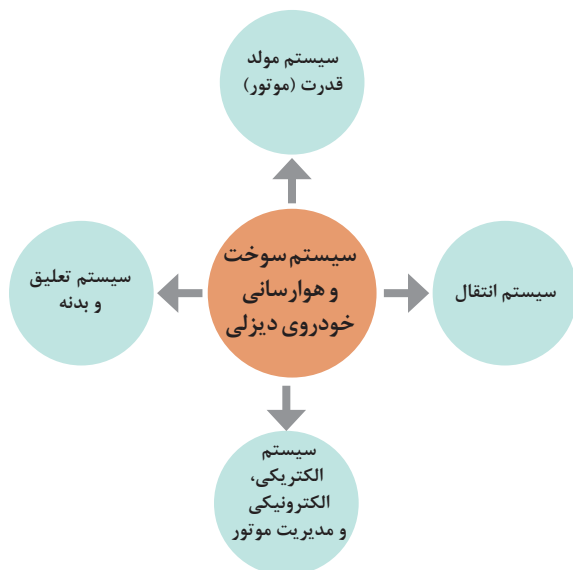 سیستم مولد
قدرت (موتور)
سیستم سوخت
و هوارسانی
خودروی دیزلی
سیستم انتقال
سیستم تعلیق
و بدنه
سیستم
الکتریکی،
الکترونیکی
و مدیریت موتور